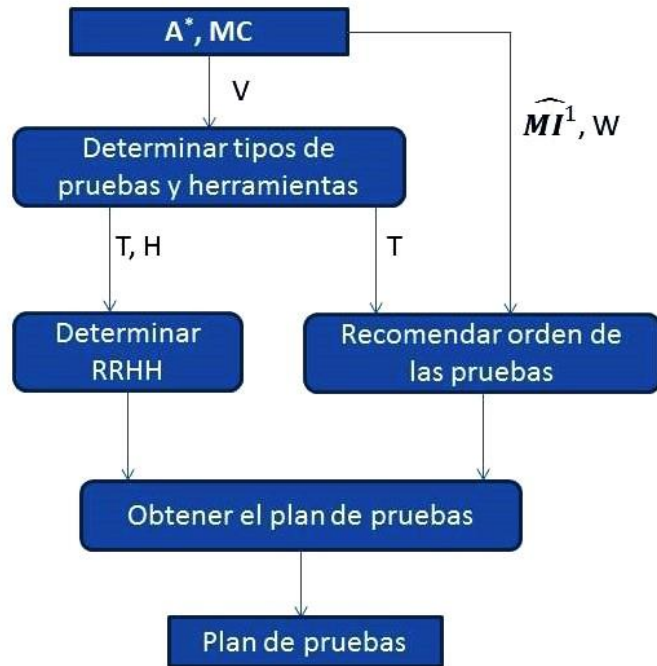 A*, MC
V
$\widehat{MI}^1$, W
Determinar tipos de
pruebas y herramientas
T, H
T
Determinar
RRHH
Recomendar orden de
las pruebas
Obtener el plan de pruebas
Plan de pruebas